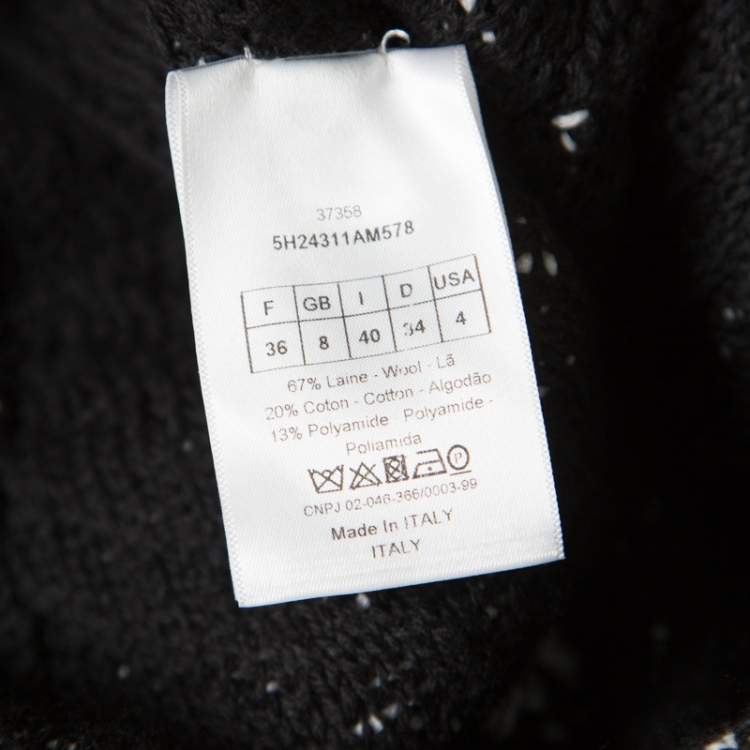 37358
5H24311AM578
F GB I D USA
36 8 40 34 4
67% Laine - Wool - Lã
20% Coton - Cotton - Algodão
13% Polyamide Polyamide -
Poliamida
P
CNPJ 02-046-366/0003-99
Made In ITALY
ITALY